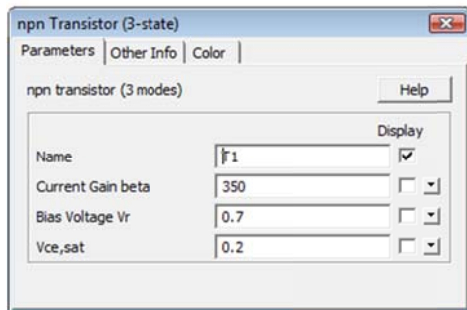 npn Transistor (3-state)
Parameters Other Info Color
npn transistor (3 modes)
Help
Display
Name T1
Current Gain beta 350
Bias Voltage Vr 0.7
Vce,sat 0.2